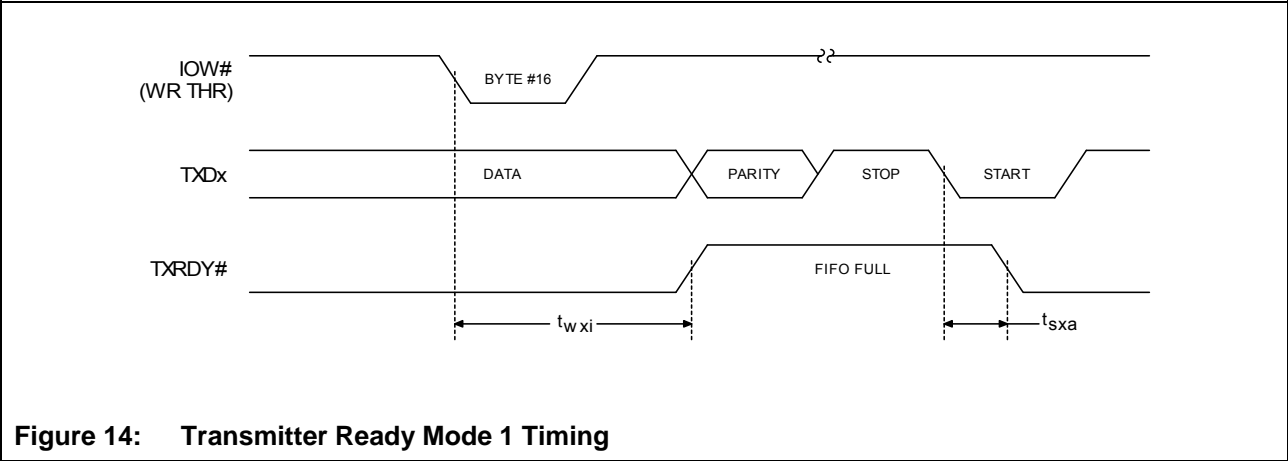 IOW#
(WR THR)
BYTE #16
TXDx
DATA
PARITY
STOP
START
TXRDY#
FIFO FULL
twxi
tsxa
Figure 14: Transmitter Ready Mode 1 Timing